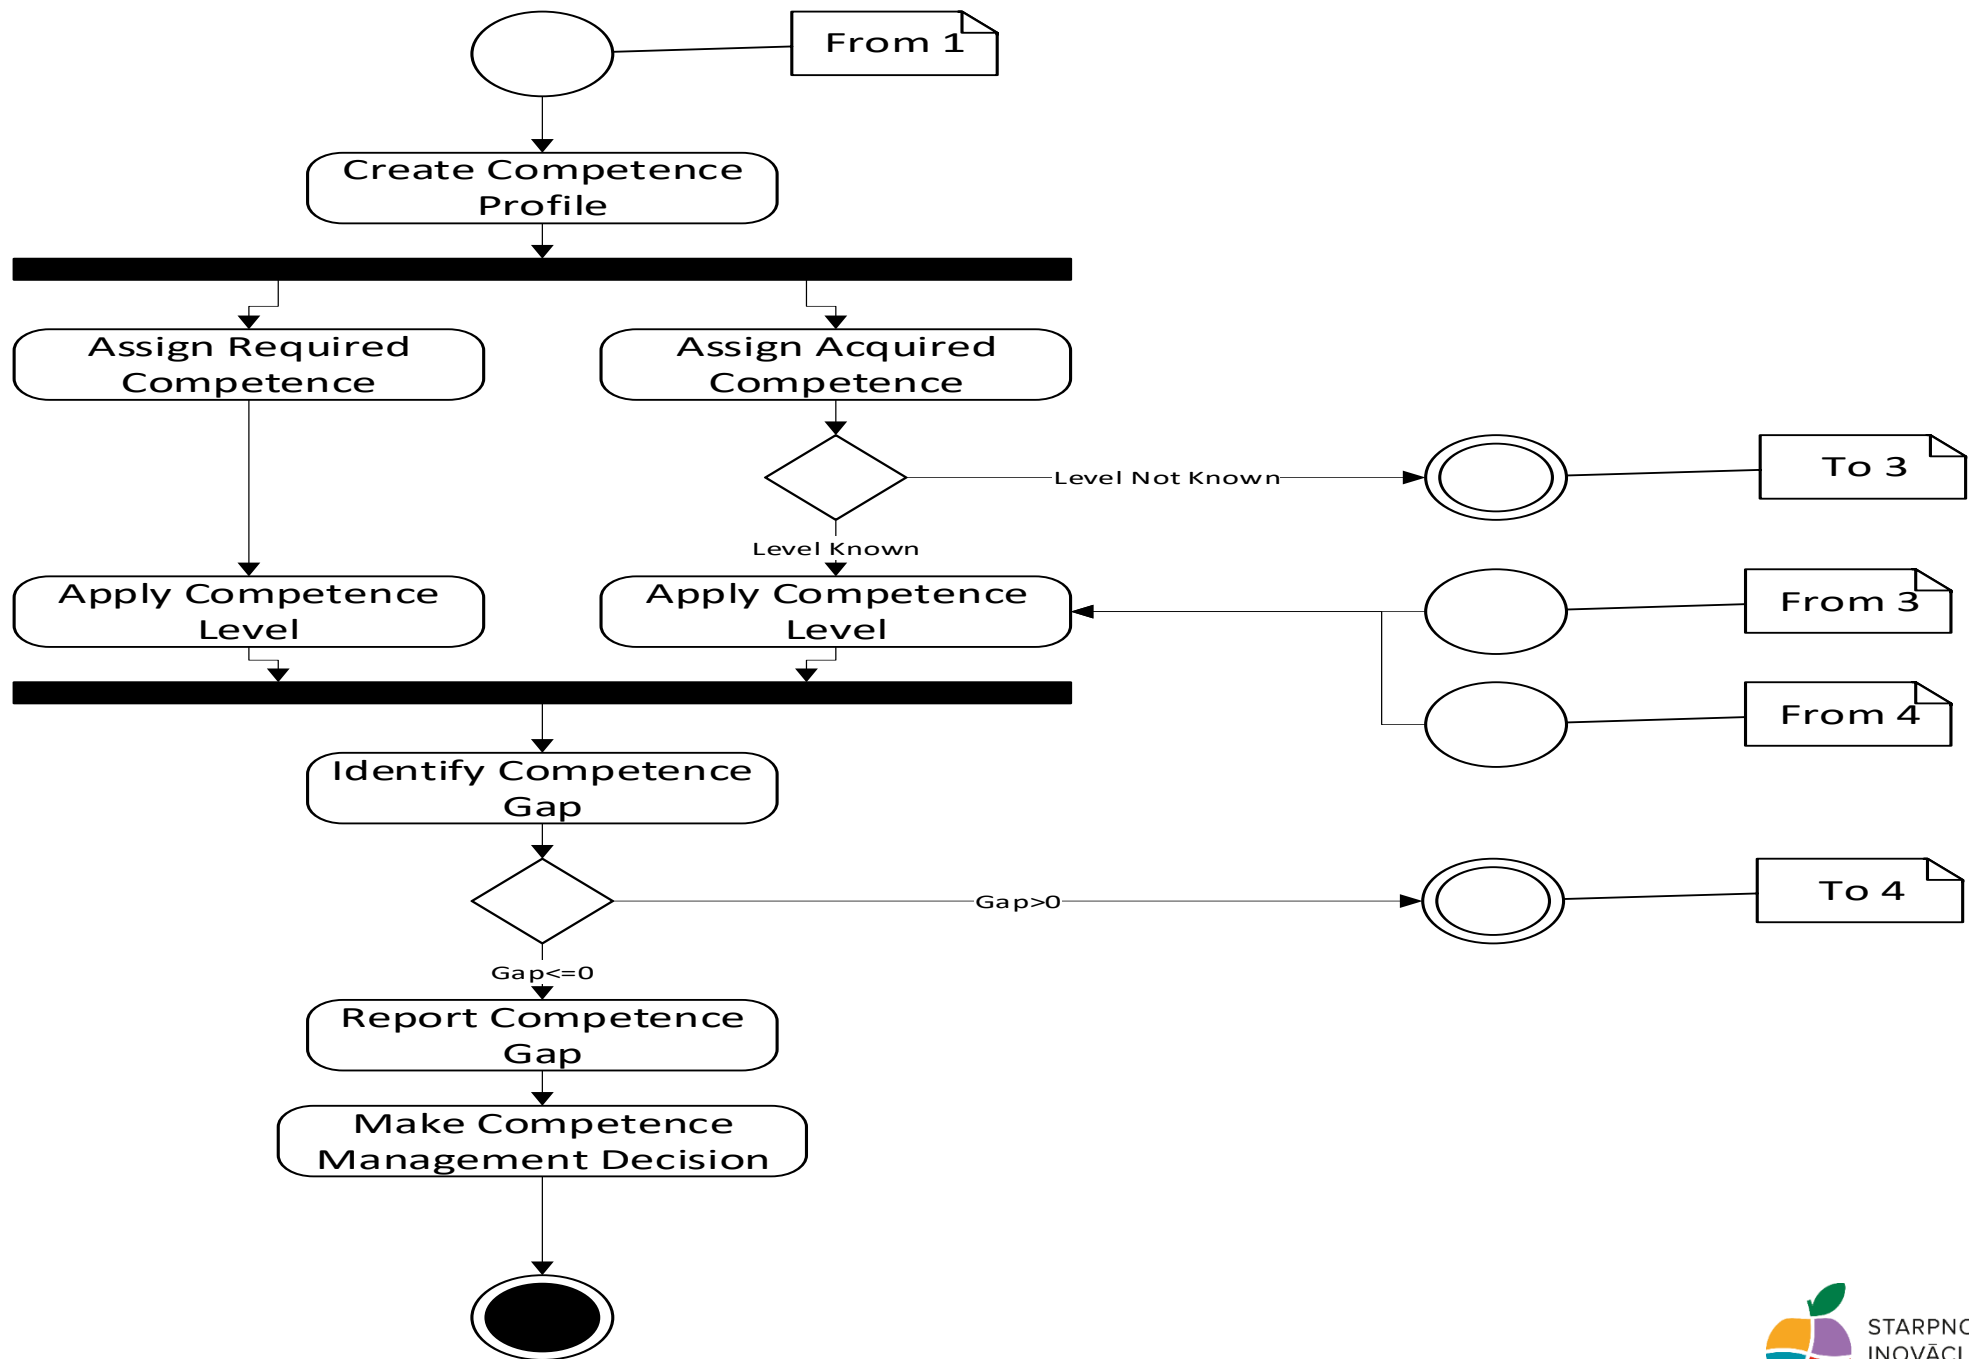 From 1
Create Competence
Profile
Assign Required
Competence
Assign Acquired
Competence
Level Not Known
To 3
Level Known
Apply Competence
Level
Apply Competence
Level
From 3
From 4
Identify Competence
Gap
Gap>0
To 4
Gap<=0
Report Competence
Gap
Make Competence
Management Decision